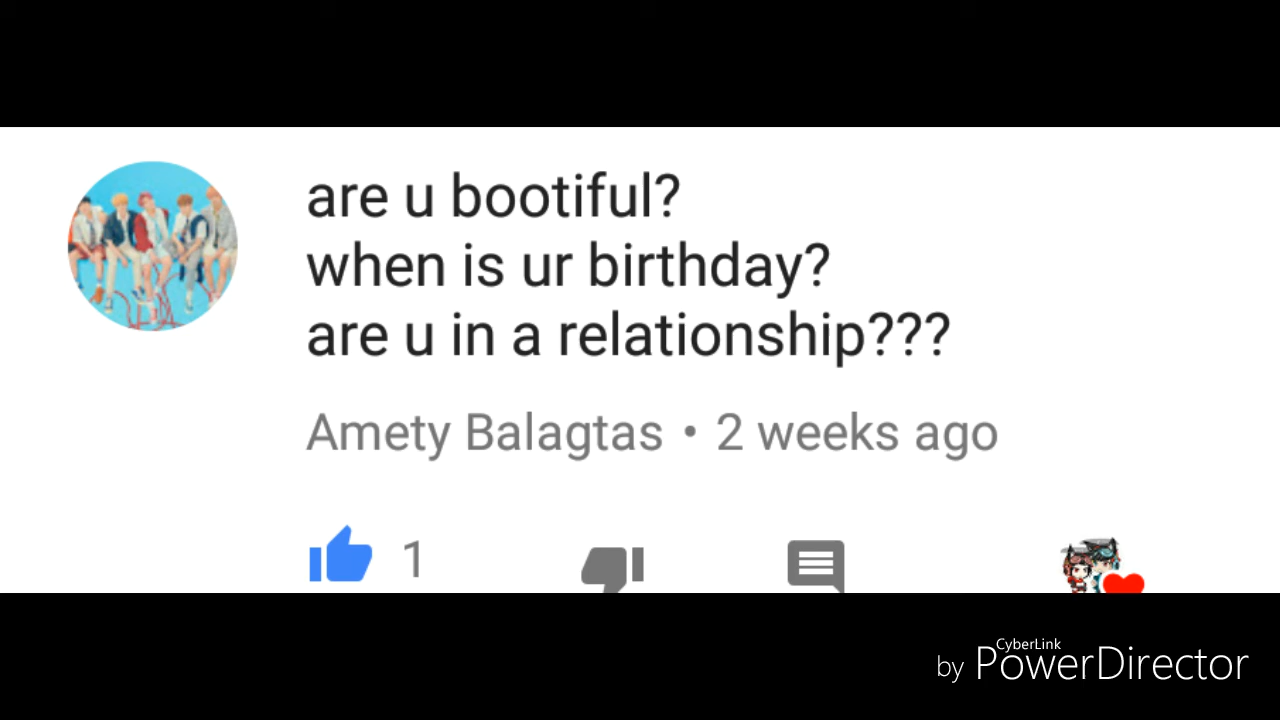 are u bootiful?
when is ur birthday?
are u in a relationship???
Amety Balagtas • 2 weeks ago
1
CyberLink
by PowerDirector